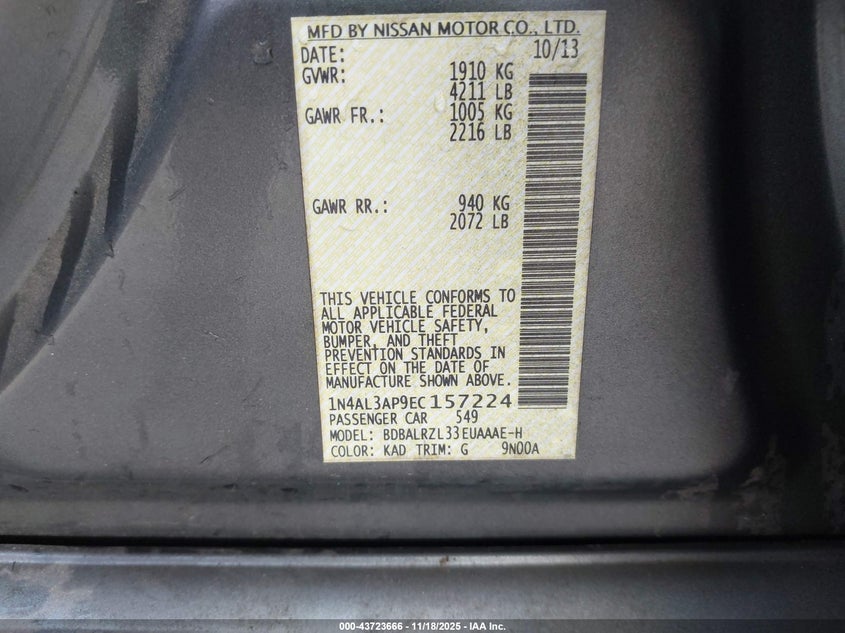 MFD BY NISSAN MOTOR CO., LTD.
DATE: 10/13
GVWR: 1910 KG
4211 LB
GAWR FR.: 1005 KG
2216 LB
GAWR RR.: 940 KG
2072 LB
THIS VEHICLE CONFORMS TO
ALL APPLICABLE FEDERAL
MOTOR VEHICLE SAFETY,
BUMPER, AND THEFT
PREVENTION STANDARDS IN
EFFECT ON THE DATE OF
MANUFACTURE SHOWN ABOVE.
1N4AL3AP9EC157224
PASSENGER CAR 549
MODEL: BDBALRZL33EUAAAE-H
COLOR: KAD TRIM: G 9N00A
000-43723666 - 11/18/2025 - IAA Inc.